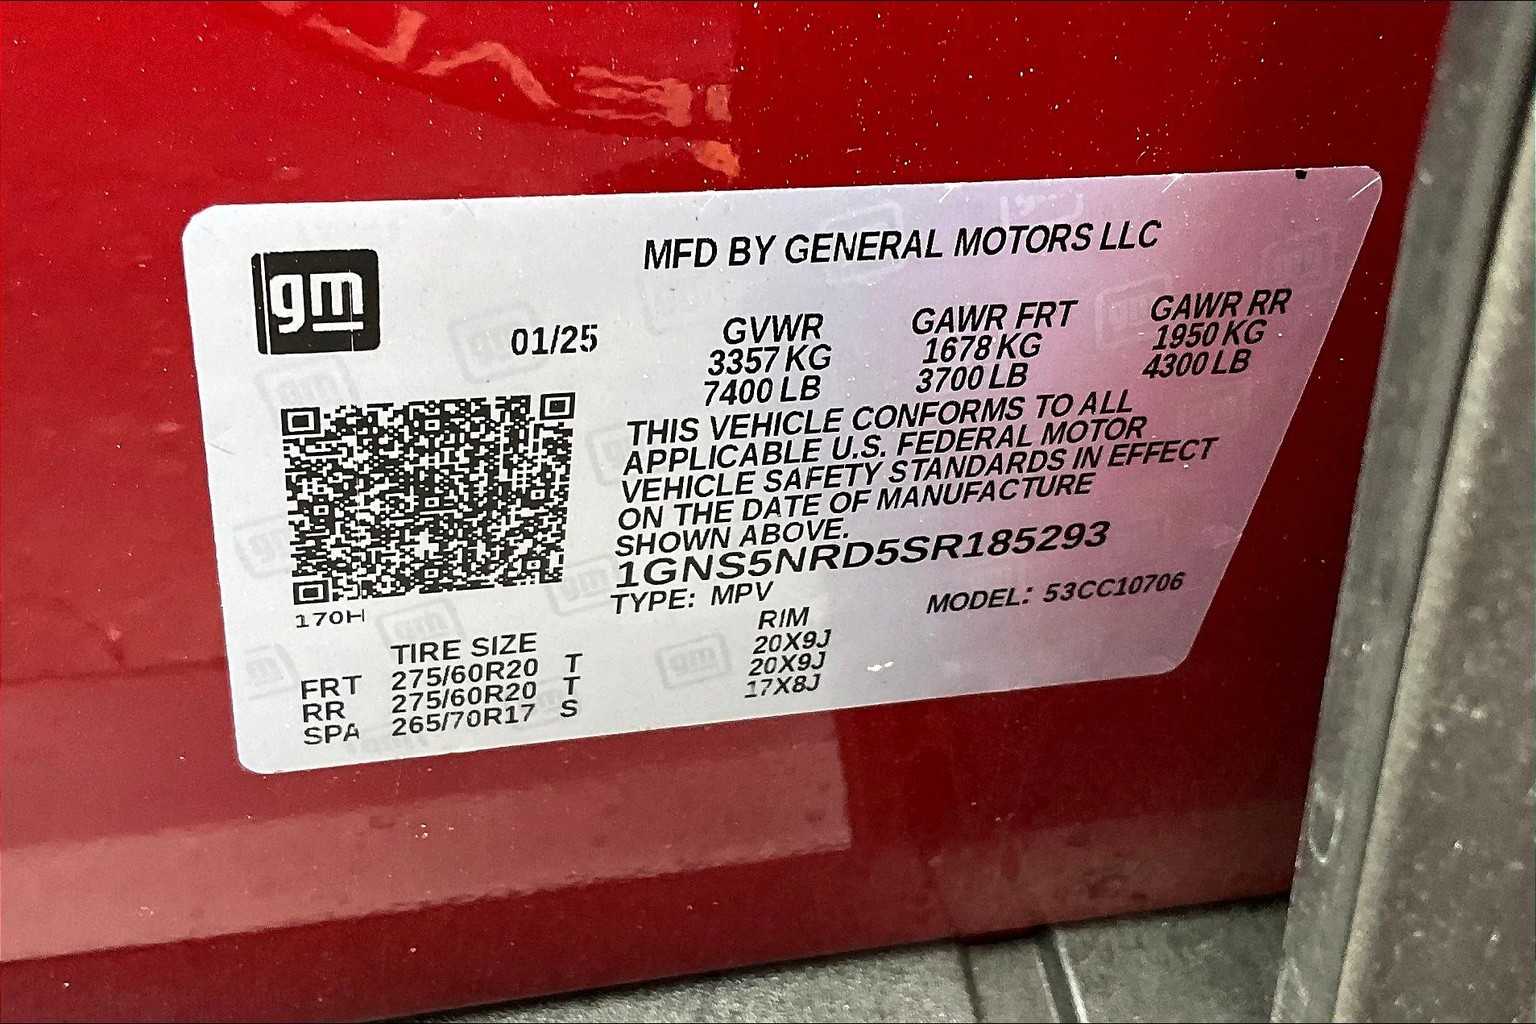 gm
MFD BY GENERAL MOTORS LLC
01/25
GVWR GAWR FRT GAWR RR
3357 KG 1678 KG 1950 KG
7400 LB 3700 LB 4300 LB
THIS VEHICLE CONFORMS TO ALL
APPLICABLE U.S. FEDERAL MOTOR
VEHICLE SAFETY STANDARDS IN EFFECT
ON THE DATE OF MANUFACTURE
SHOWN ABOVE.
1GNS5NRD5SR185293
TYPE: MPV MODEL: 53CC10706
170H
TIRE SIZE RIM
FRT 275/60R20 T 20X9J
RR 275/60R20 T 20X9J
SPA 265/70R17 S 17X8J